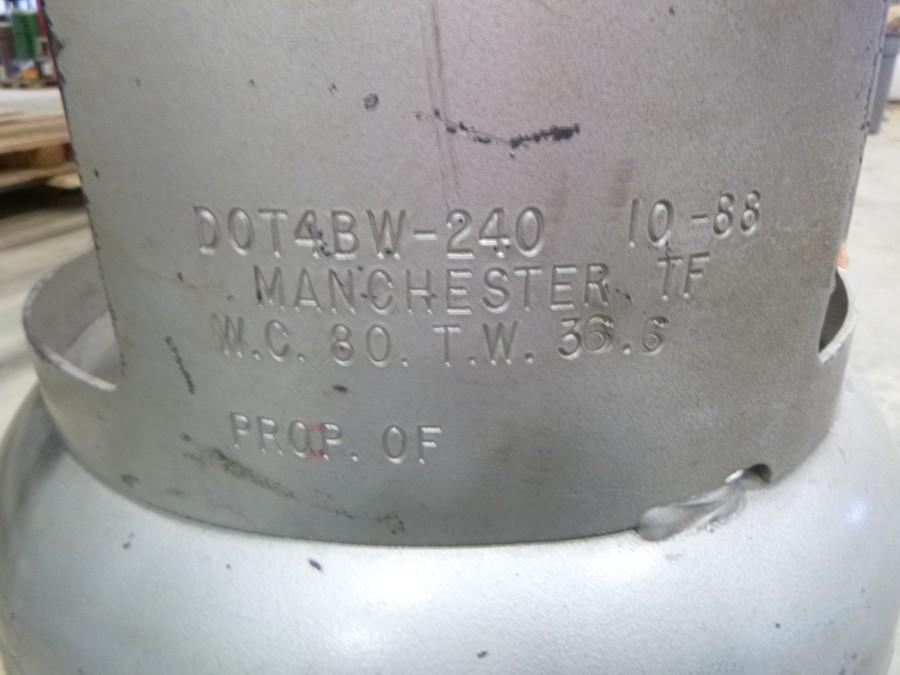 DOT4BW-240 10-88
MANCHESTER TF
W.C. 80. T.W. 36.6
PROP. OF